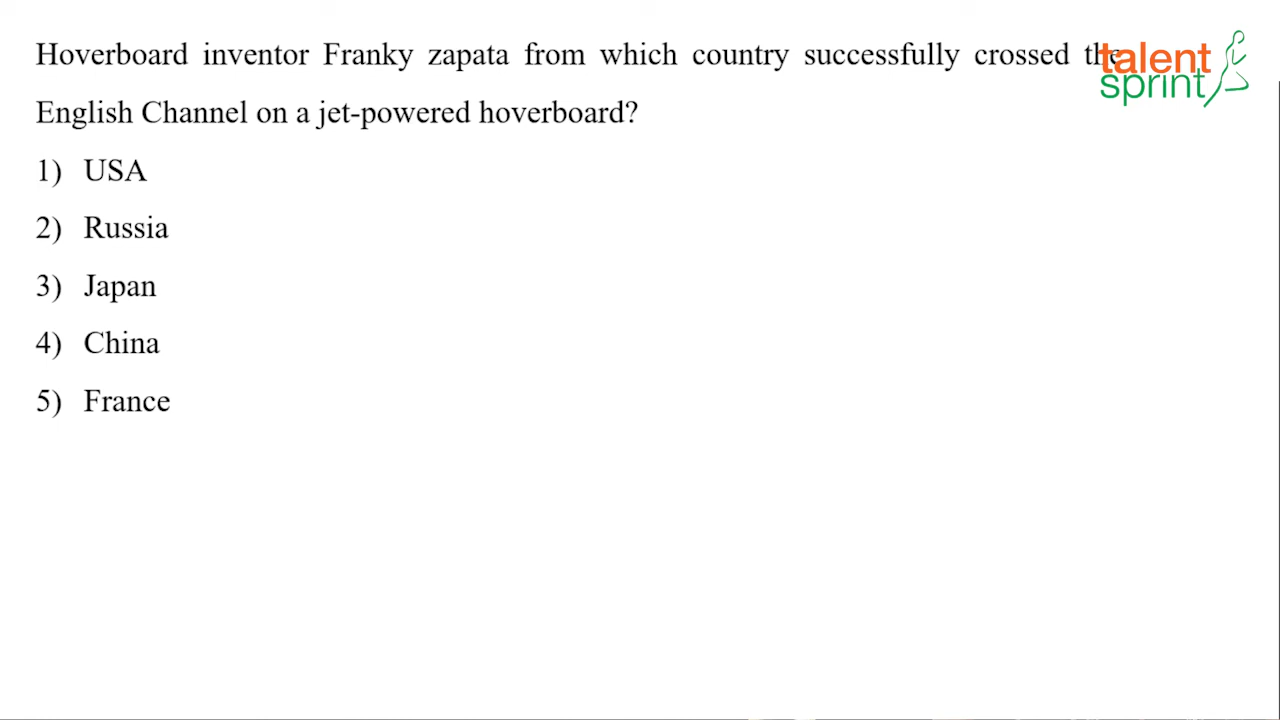 Hoverboard inventor Franky zapata from which country successfully crossed the
English Channel on a jet-powered hoverboard?
1) USA
2) Russia
3) Japan
4) China
5) France
talent
sprint